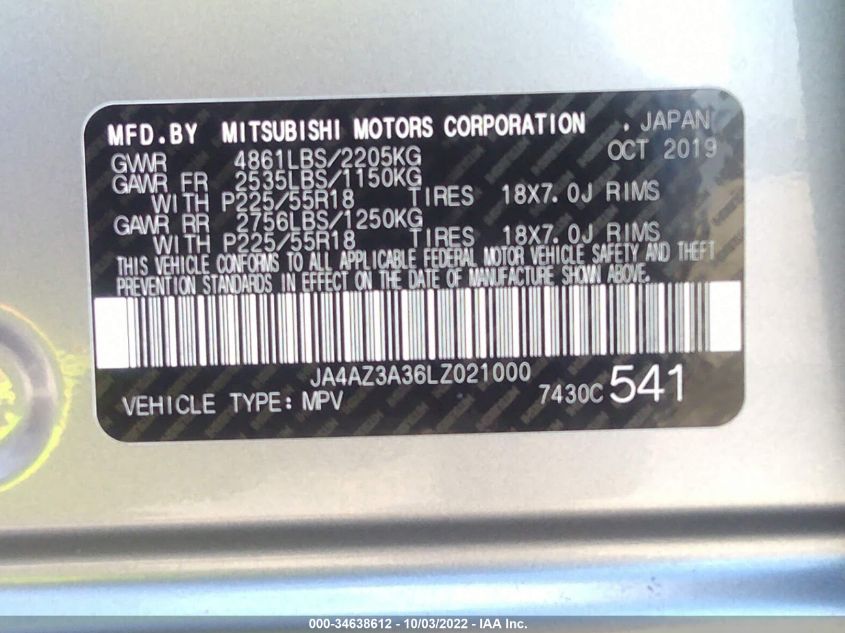 MFD.BY MITSUBISHI MOTORS CORPORATION , JAPAN
GVWR 4861LBS/2205KG OCT 2019
GAWR FR 2535LBS/1150KG
WITH P225/55R18 TIRES 18X7.0J RIMS
GAWR RR 2756LBS/1250KG
WITH P225/55R18 TIRES 18X7.0J RIMS
THIS VEHICLE CONFORMS TO ALL APPLICABLE FEDERAL MOTOR VEHICLE SAFETY AND THEFT
PREVENTION STANDARDS IN EFFECT ON THE DATE OF MANUFACTURE SHOWN ABOVE.
JA4AZ3A36LZ021000
VEHICLE TYPE: MPV 7430C 541
000-34638612 - 10/03/2022 - IAA Inc.